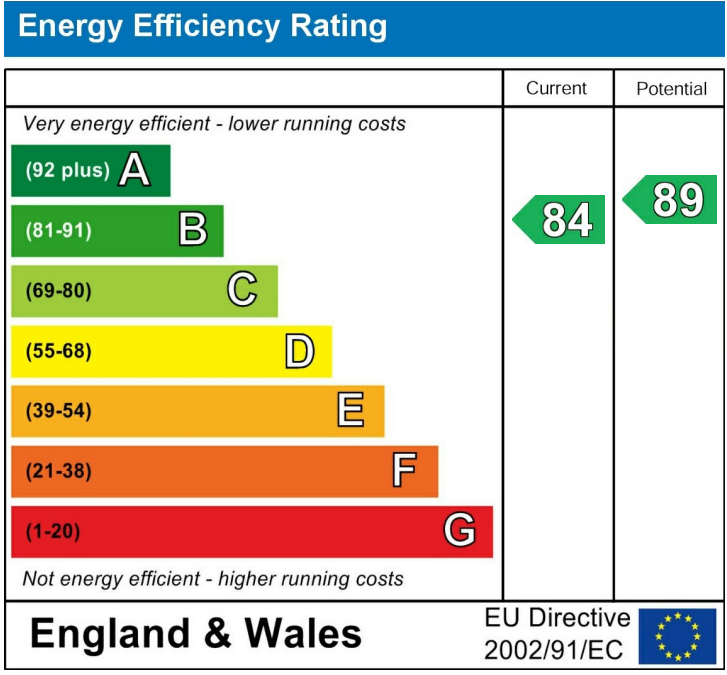 Energy Efficiency Rating
Current Potential
Very energy efficient - lower running costs
(92 plus) A
(81-91) B
84 89
(69-80) C
(55-68) D
(39-54) E
(21-38) F
(1-20) G
Not energy efficient - higher running costs
England & Wales
EU Directive
2002/91/EC